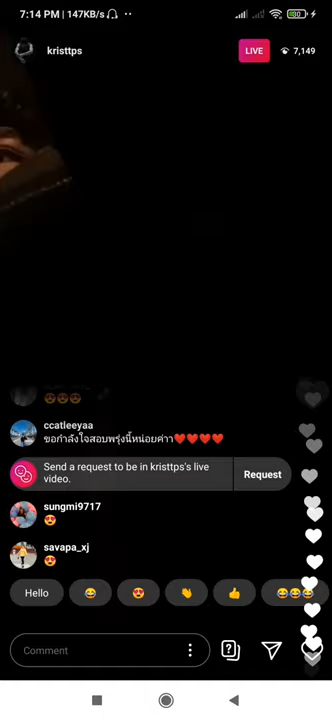 7:14 PM | 147KB/s
80
kristtps
LIVE
7,149
😍😍😍
ccatleeyaa
ขอกำลังใจสอบพรุ่งนี้หน่อยค่าา❤️❤️❤️❤️
Send a request to be in kristtps's live
video.
Request
sungmi9717
😍
savapa_xj
😍
Hello
😂
😍
👏
👍
😂😂😂
Comment